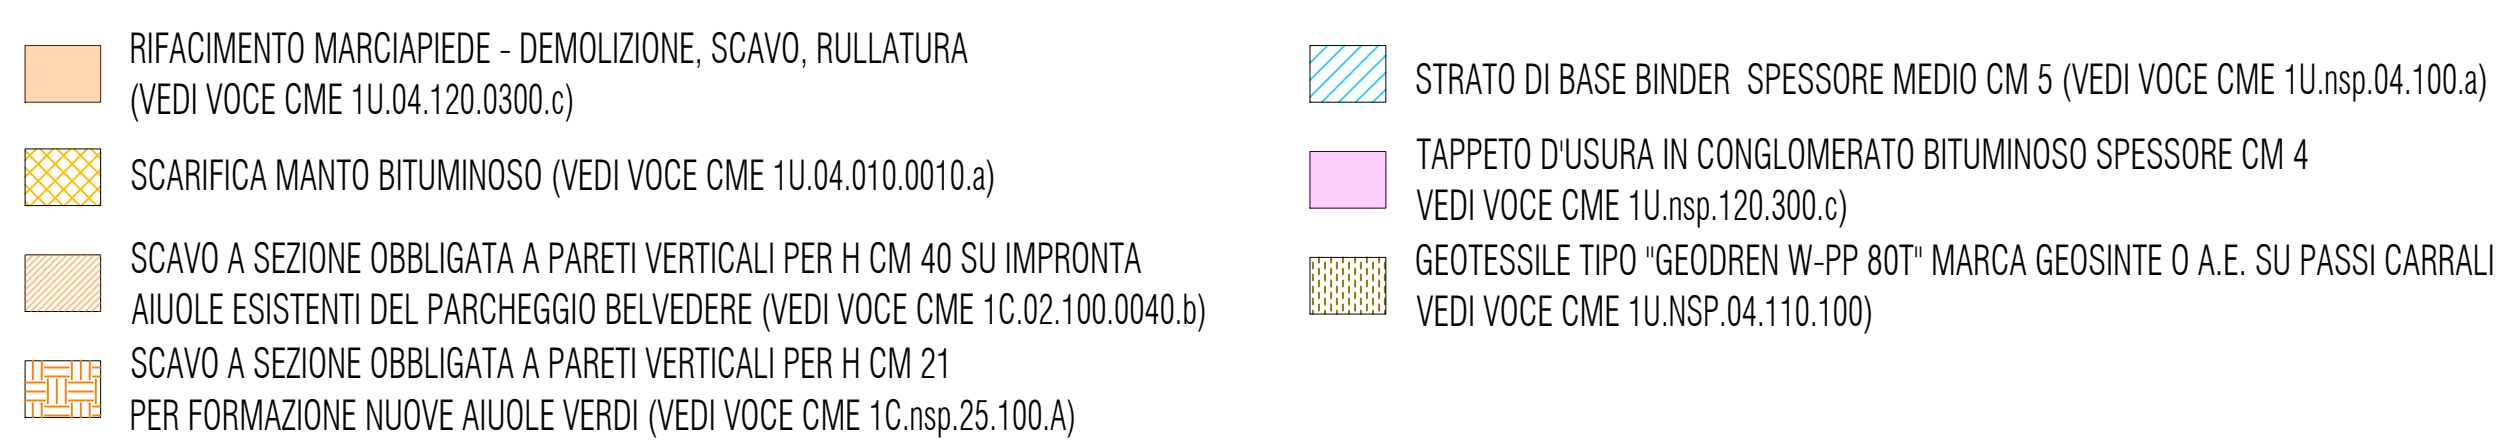 RIFACIMENTO MARCIAPIEDE - DEMOLIZIONE, SCAVO, RULLATURA
(VEDI VOCE CME 1U.04.120.0300.c)
SCARIFICA MANTO BITUMINOSO (VEDI VOCE CME 1U.04.010.0010.a)
SCAVO A SEZIONE OBBLIGATA A PARETI VERTICALI PER H CM 40 SU IMPRONTA
AIUOLE ESISTENTI DEL PARCHEGGIO BELVEDERE (VEDI VOCE CME 1C.02.100.0040.b)
SCAVO A SEZIONE OBBLIGATA A PARETI VERTICALI PER H CM 21
PER FORMAZIONE NUOVE AIUOLE VERDI (VEDI VOCE CME 1C.nsp.25.100.A)
STRATO DI BASE BINDER  SPESSORE MEDIO CM 5 (VEDI VOCE CME 1U.nsp.04.100.a)
TAPPETO D'USURA IN CONGLOMERATO BITUMINOSO SPESSORE CM 4
VEDI VOCE CME 1U.nsp.120.300.c)
GEOTESSILE TIPO "GEODREN W-PP 80T" MARCA GEOSINTE O A.E. SU PASSI CARRALI
VEDI VOCE CME 1U.NSP.04.110.100)